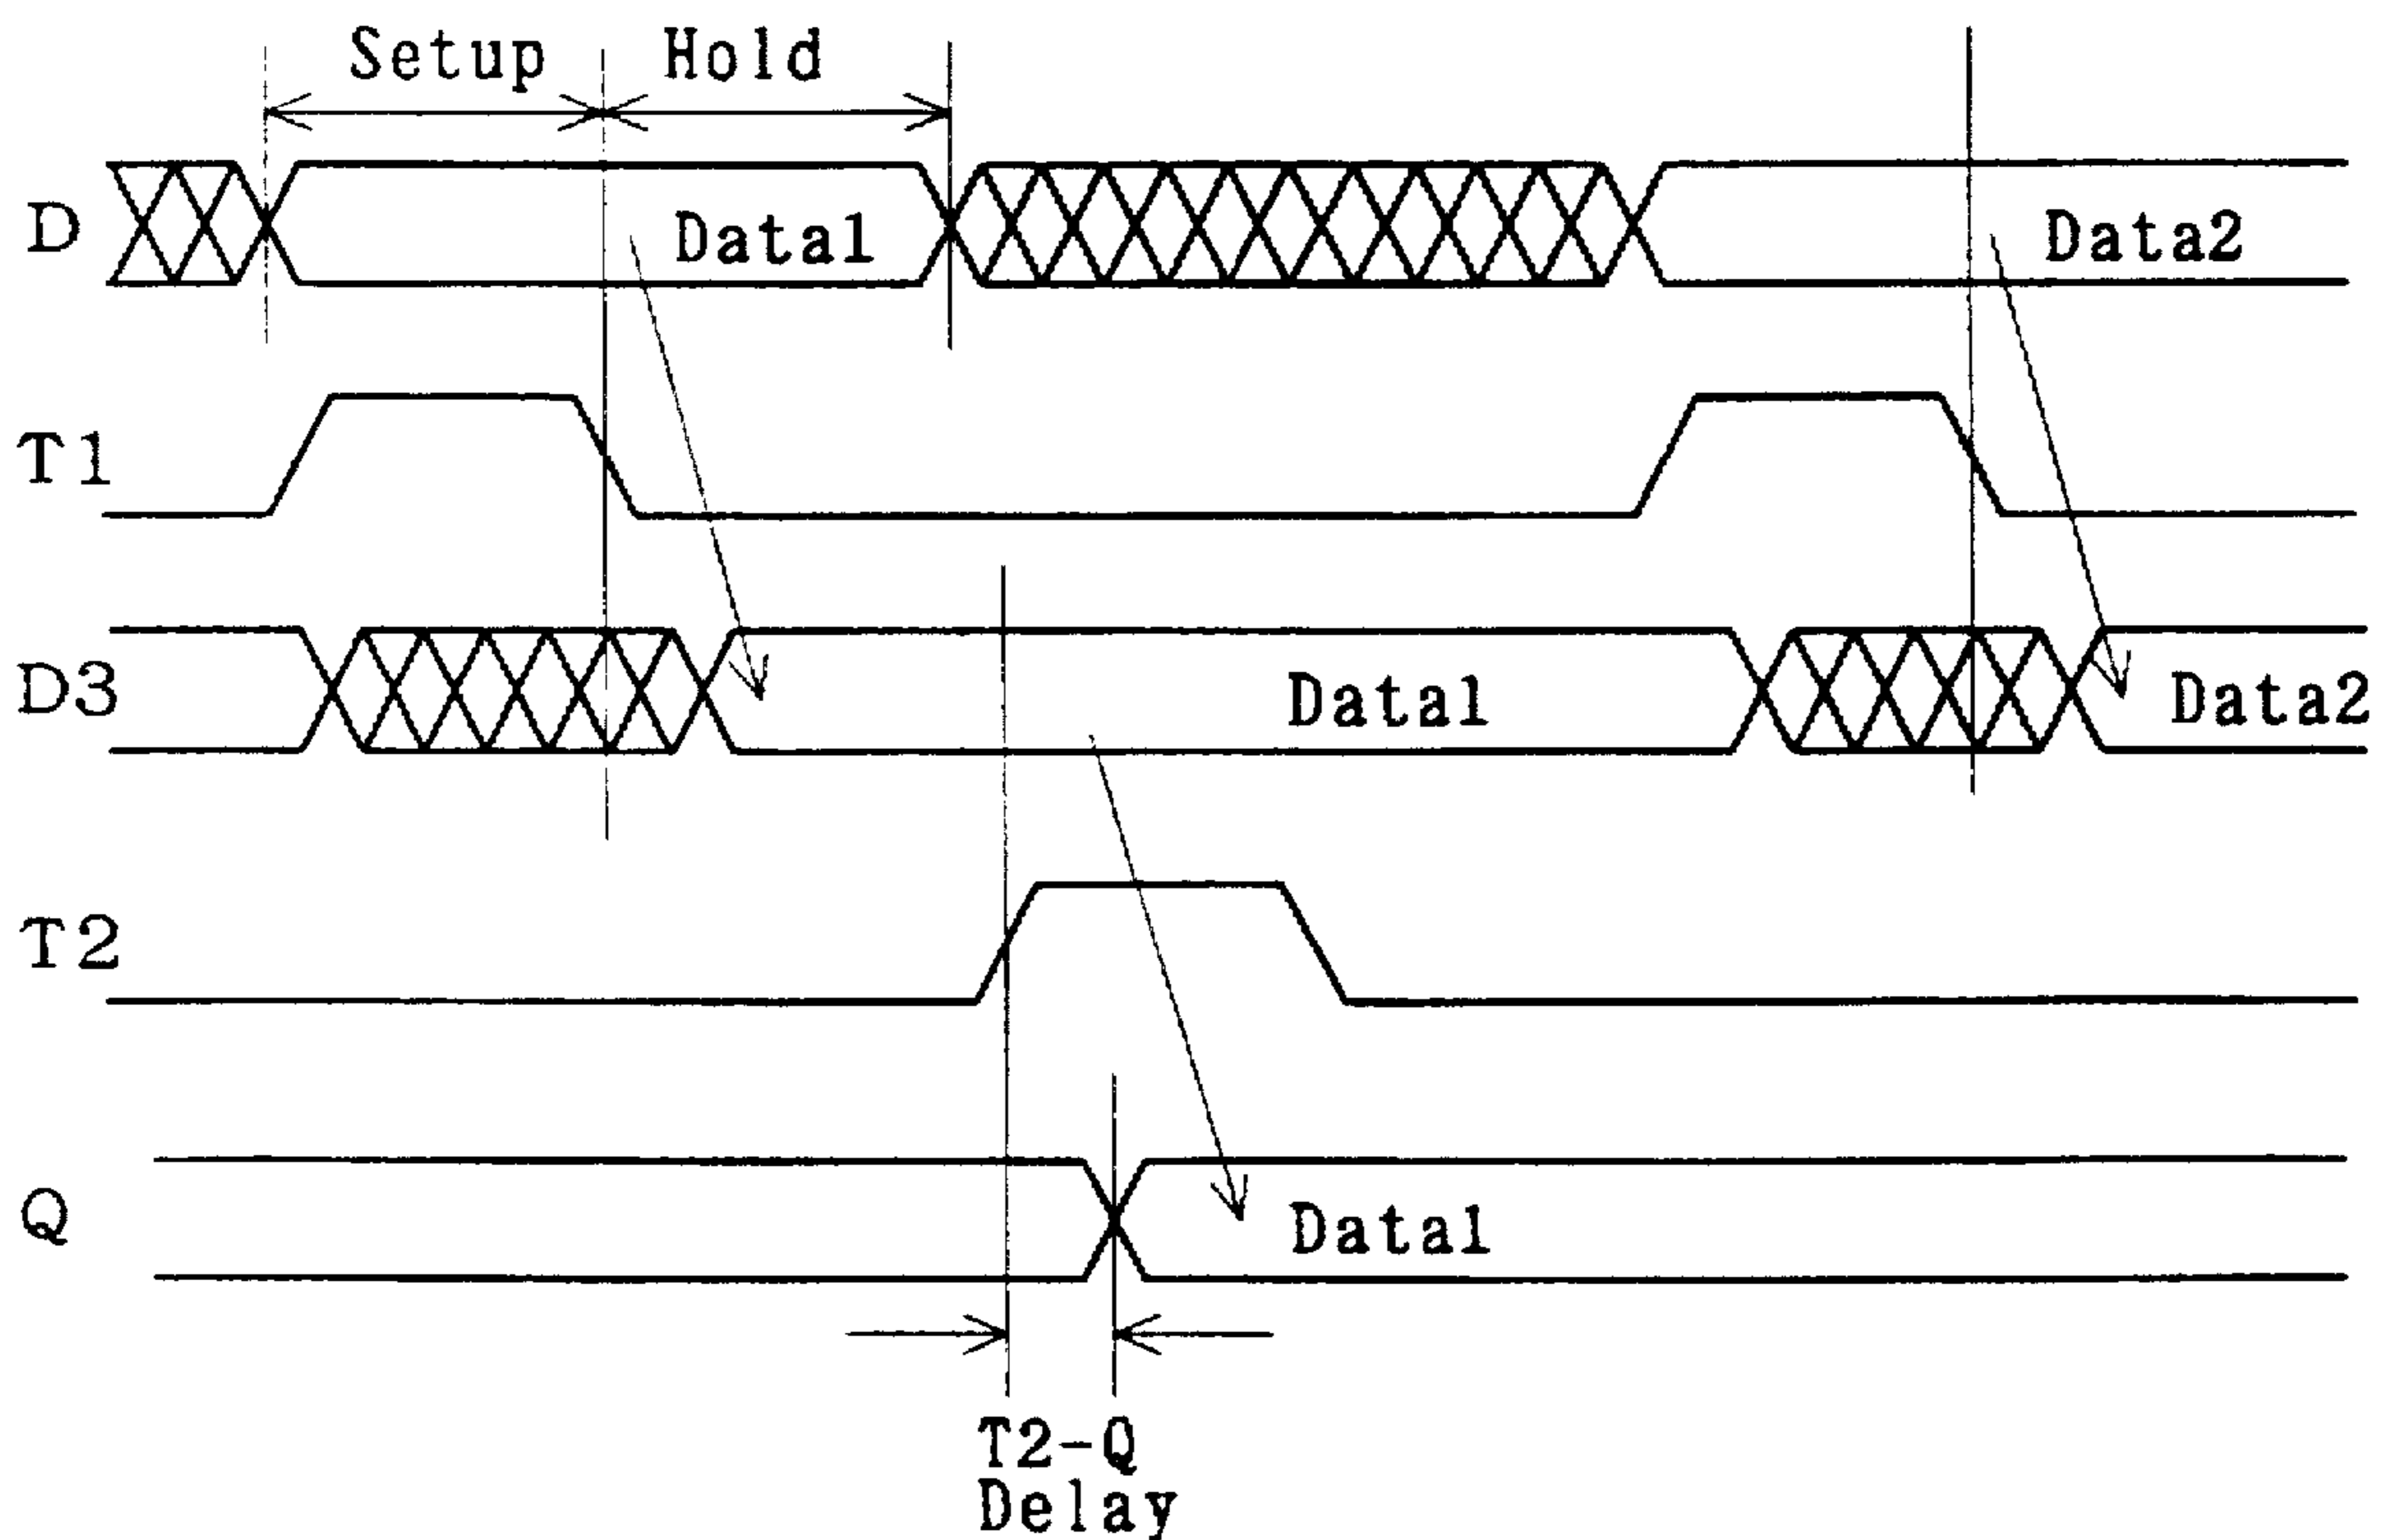 Setup Hold
D Data1 Data2
T1
D3 Data1 Data2
T2
Q Data1
T2-Q
Delay